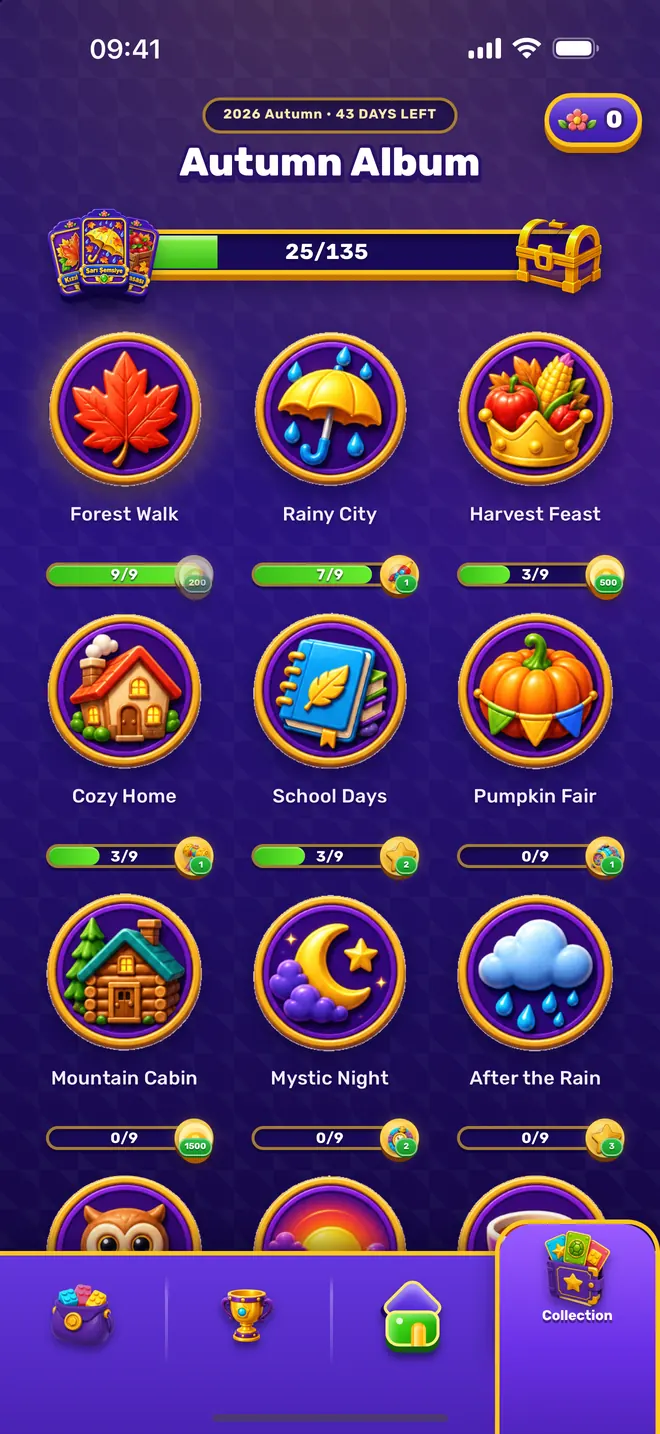 09:41
2026 Autumn • 43 DAYS LEFT
0
Autumn Album
Sarı Şemsiye
25/135
Forest Walk
Rainy City
Harvest Feast
9/9
200
7/9
1
3/9
500
Cozy Home
School Days
Pumpkin Fair
3/9
1
3/9
2
0/9
1
Mountain Cabin
Mystic Night
After the Rain
0/9
1500
0/9
2
0/9
3
Collection